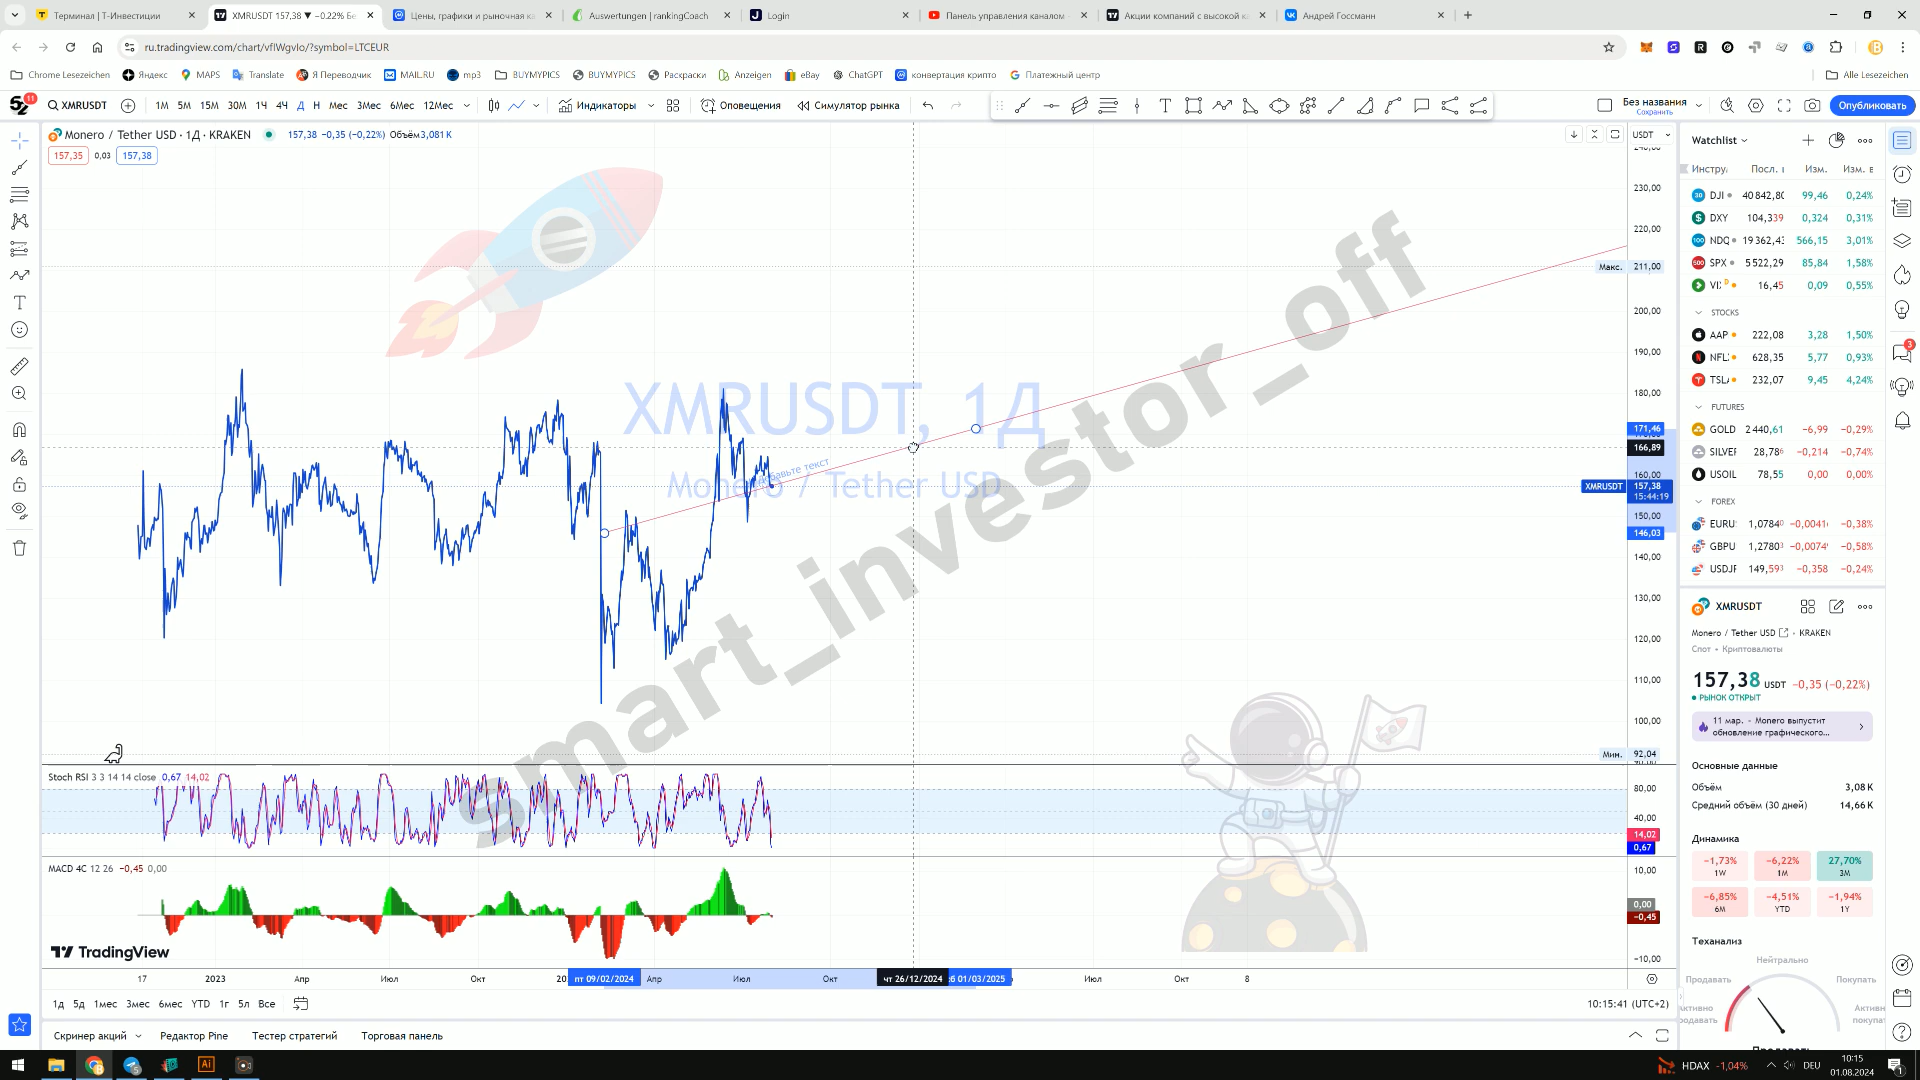 Терминал | Т-Инвестиции
XMRUSDT 157,38 ▼ −0.22% Бе
Цены, графики и рыночная ка
Auswertungen | rankingCoach
Login
Панель управления каналом -
Акции компаний с высокой ка
Андрей Госсманн
ru.tradingview.com/chart/vfIWgvIo/?symbol=LTCEUR
Chrome Lesezeichen
Яндекс
MAPS
Translate
Я Переводчик
MAIL.RU
mp3
BUYMYPICS
BUYMYPICS
Раскраски
Anzeigen
eBay
ChatGPT
конвертация крипто
Платежный центр
Alle Lesezeichen
11
XMRUSDT
1М 5М 15М 30М 1Ч 4Ч Д Н Мес 3Мес 6Мес 12Мес
Индикаторы
Оповещения
Симулятор рынка
Без названия
Сохранить
Опубликовать
Monero / Tether USD · 1Д · KRAKEN
157,38 −0,35 (−0,22%) Объём3,081 K
157,35 0,03 157,38
USDT
230,00
220,00
Макс. 211,00
200,00
190,00
180,00
171,46
166,89
160,00
XMRUSDT 157,38
15:44:19
150,00
146,03
140,00
130,00
120,00
110,00
100,00
Мин. 92,04
XMRUSDT, 1Д
Monero / Tether USD
smart_investor_off
Stoch RSI 3 3 14 14 close 0,67 14,02
80,00
40,00
14,02
0,67
MACD 4C 12 26 −0,45 0,00
10,00
0,00
−0,45
−10,00
TradingView
17 2023 Апр Июл Окт 20 пт 09/02/2024 Апр Июл Окт чт 26/12/2024 сб 01/03/2025 Июл Окт 8
1д 5д 1мес 3мес 6мес YTD 1г 5л Все
10:15:41 (UTC+2)
Скринер акций
Редактор Pine
Тестер стратегий
Торговая панель
Watchlist
Инстру. Посл. Изм. Изм. в
DJI 40 842,80 99,46 0,24%
DXY 104,339 0,324 0,31%
NDQ 19 362,43 566,15 3,01%
SPX 5 522,29 85,84 1,58%
VI: D 16,45 0,09 0,55%
STOCKS
AAP 222,08 3,28 1,50%
NFL 628,35 5,77 0,93%
TSL 232,07 9,45 4,24%
FUTURES
GOLD 2 440,61 −6,99 −0,29%
SILVER 28,786 −0,214 −0,74%
USOIL 78,55 0,00 0,00%
FOREX
EURU 1,07840 −0,0041 −0,38%
GBPU 1,27803 −0,0074 −0,58%
USDJF 149,593 −0,358 −0,24%
XMRUSDT
Monero / Tether USD · KRAKEN
Спот • Криптовалюты
157,38 USDT −0,35 (−0,22%)
РЫНОК ОТКРЫТ
11 мар. - Monero выпустит
обновление графического...
Основные данные
Объём 3,08 K
Средний объём (30 дней) 14,66 K
Динамика
−1,73% −6,22% 27,70%
1W 1M 3M
−6,85% −4,51% −1,94%
6M YTD 1Y
Теханализ
Нейтрально
Продавать Покупать
3
HDAX -1,04%
DEU
10:15
01.08.2024
1